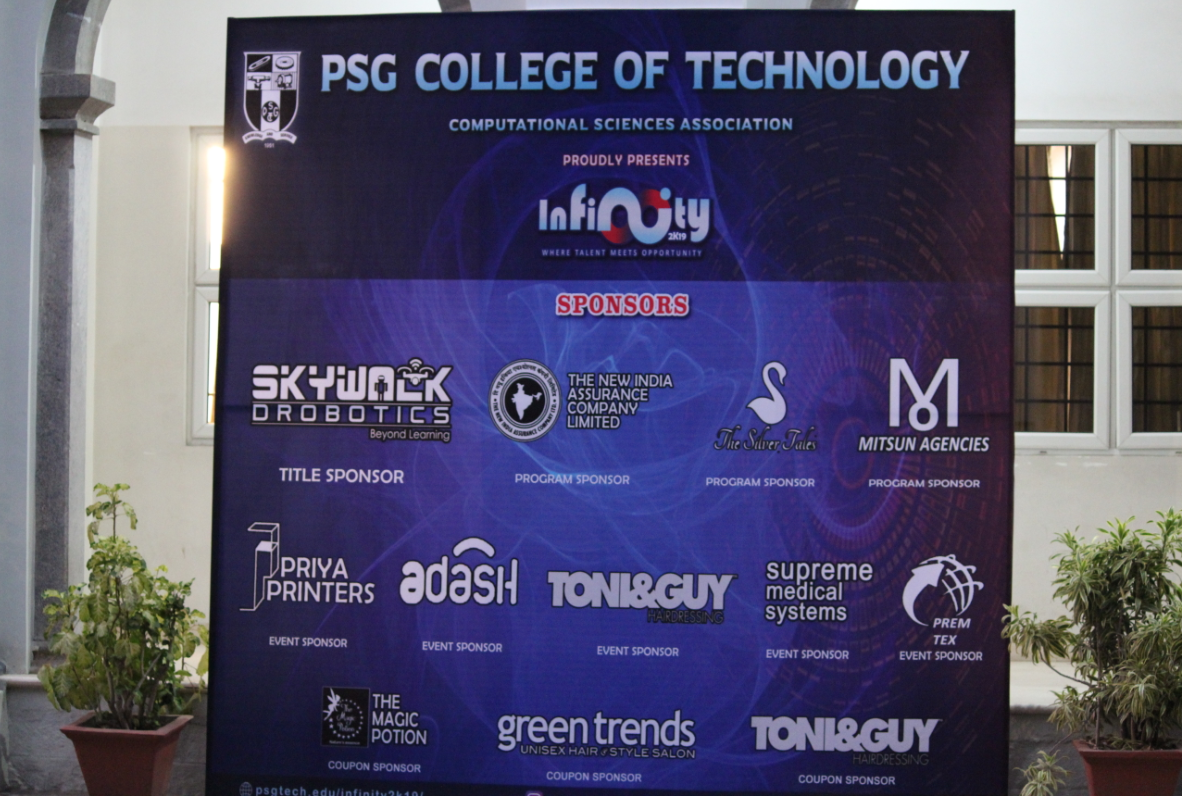 PSG COLLEGE OF TECHNOLOGY
COMPUTATIONAL SCIENCES ASSOCIATION
PROUDLY PRESENTS
Infinity
2K19
WHERE TALENT MEETS OPPORTUNITY
SPONSORS
SKYWALK
DROBOTICS
Beyond Learning
TITLE SPONSOR
THE NEW INDIA
ASSURANCE
COMPANY
LIMITED
PROGRAM SPONSOR
The Silver Tales
PROGRAM SPONSOR
MITSUN AGENCIES
PROGRAM SPONSOR
PRIYA
PRINTERS
EVENT SPONSOR
adasH
EVENT SPONSOR
TONI&GUY
HAIRDRESSING
EVENT SPONSOR
supreme
medical
systems
EVENT SPONSOR
PREM
TEX
EVENT SPONSOR
THE
MAGIC
POTION
COUPON SPONSOR
green trends
UNISEX HAIR & STYLE SALON
COUPON SPONSOR
TONI&GUY
HAIRDRESSING
COUPON SPONSOR
psgtech.edu/infinity2k19/